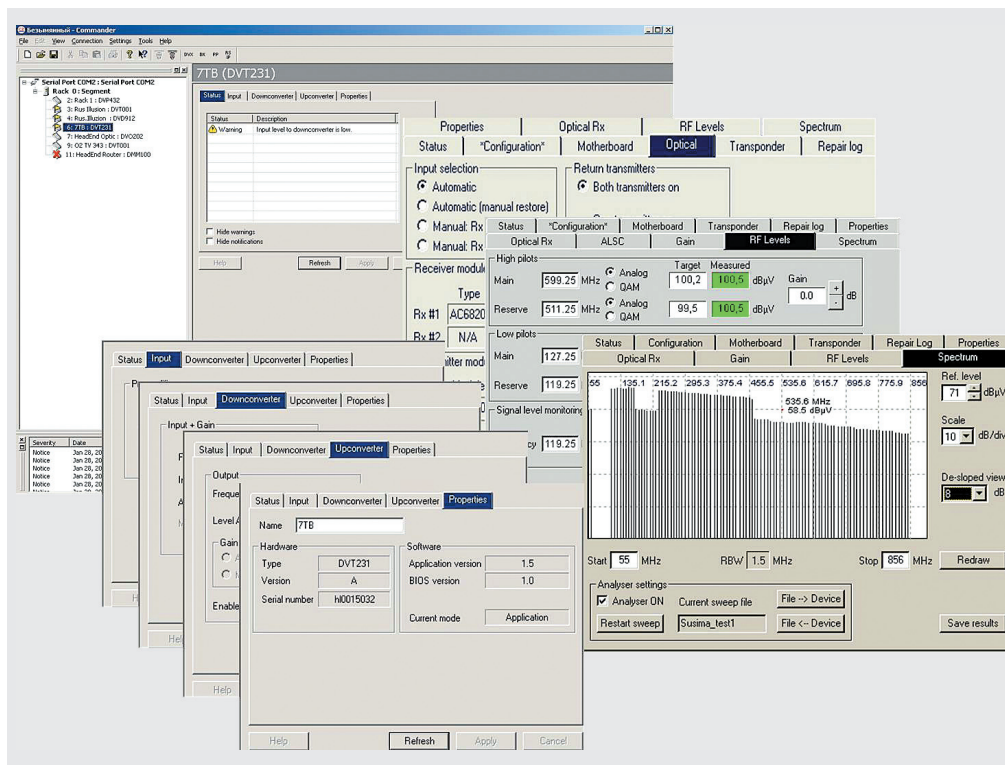 Безымянный - Commander
File Edit View Connection Settings Tools Help
Serial Port COM2 : Serial Port COM2
Rack 0: Segment
2: Rack 1 : DVP432
3: Rus Illusion : DVT001
4: Rus.Illusion : DVD912
6: 7TB : DVT231
7: HeadEnd Optic : DVO202
9: O2 TV 343 : DVT001
11: HeadEnd Router : DMM100
7TB (DVT231)
Status Input Downconverter Upconverter Properties
Status Description
Warning Input level to downconverter is low.
Hide warnings
Hide notifications
Help Refresh Apply
Severity Date
Notice Jan 28, 20
Notice Jan 28, 20
Notice Jan 28, 20
Notice Jan 28, 20
Properties Optical Rx RF Levels Spectrum
Status *Configuration* Motherboard Optical Transponder Repair log
Input selection
Automatic
Automatic (manual restore)
Manual: Rx
Manual: Rx
Return transmitters
Both transmitters on
Receiver module
Type
Rx #1 AC6820
Rx #2 N/A
Status *Configuration* Motherboard Transponder Repair log Properties
Optical Rx ALSC Gain RF Levels Spectrum
High pilots
Target Measured
Main 599.25 MHz Analog QAM 100,2 100,5 dBµV
Reserve 511.25 MHz Analog QAM 99,5 100,5 dBµV
Gain
0.0 + - dB
Low pilots
Main 127.25
Reserve 119.25
Signal level monitoring
119.25
Status Configuration Motherboard Transponder Repair Log Properties
Optical Rx Gain RF Levels Spectrum
55 135.1 215.2 295.3 375.4 455.5 535.6 615.7 695.8 775.9 856
535.6 MHz
58.5 dBµV
Ref. level
71 dBµV
Scale
10 dB/div
De-sloped view
8 dB
Start 55 MHz RBW 1.5 MHz Stop 856 MHz Redraw
Analyser settings
Analyser ON Current sweep file File --> Device
Restart sweep Susima_test1 File <-- Device Save results
Status Input Downconverter Upconverter Properties
Status Input Downconverter Upconverter Properties
Input + Gain
Status Input Downconverter Upconverter Properties
Output
Level
Gain
Enable
Help
Status Input Downconverter Upconverter Properties
Name 7TB
Hardware
Type DVT231
Version A
Serial number hl0015032
Software
Application version 1.5
BIOS version 1.0
Current mode Application
Help Refresh Apply Cancel